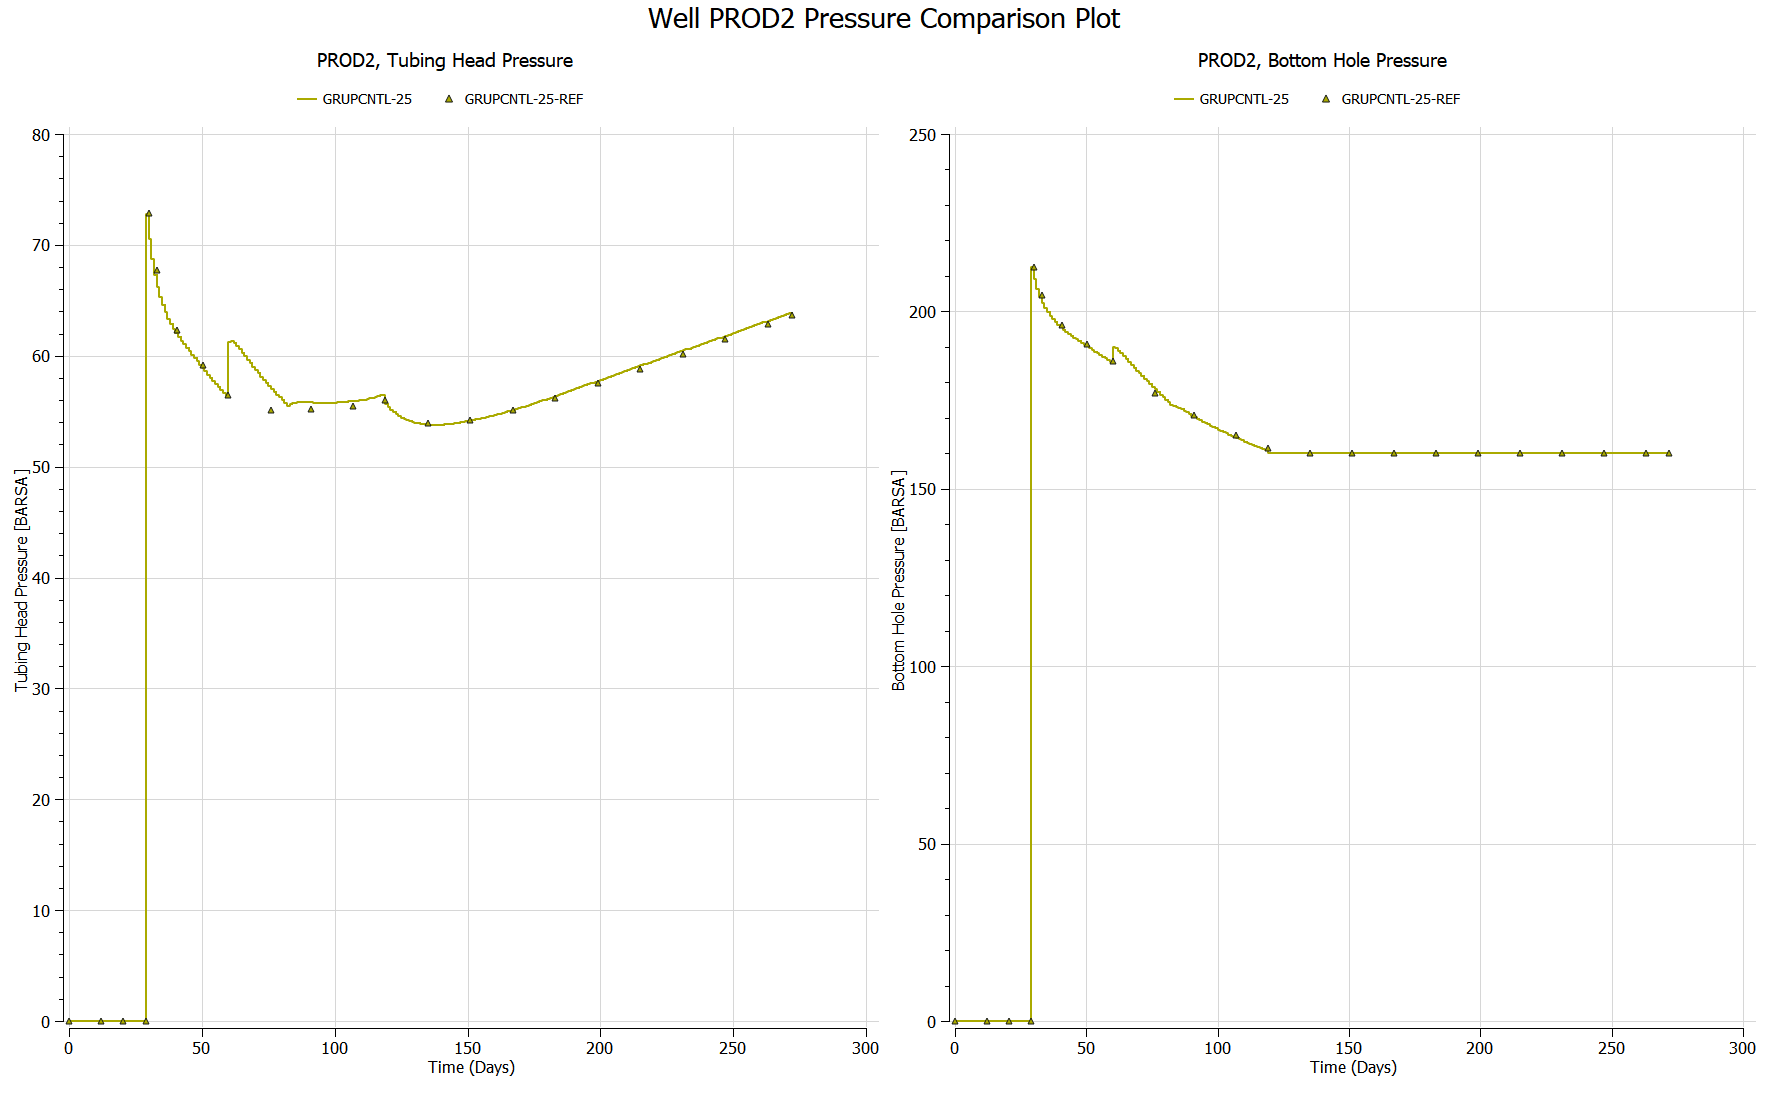 Well PROD2 Pressure Comparison Plot
PROD2, Tubing Head Pressure
GRUPCNTL-25 GRUPCNTL-25-REF
80
70
60
50
40
30
20
10
0
Tubing Head Pressure [BARSA]
0 50 100 150 200 250 300
Time (Days)
PROD2, Bottom Hole Pressure
GRUPCNTL-25 GRUPCNTL-25-REF
250
200
150
100
50
0
Bottom Hole Pressure [BARSA]
0 50 100 150 200 250 300
Time (Days)